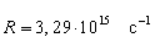 R = 3, 29·10¹⁵ c⁻¹